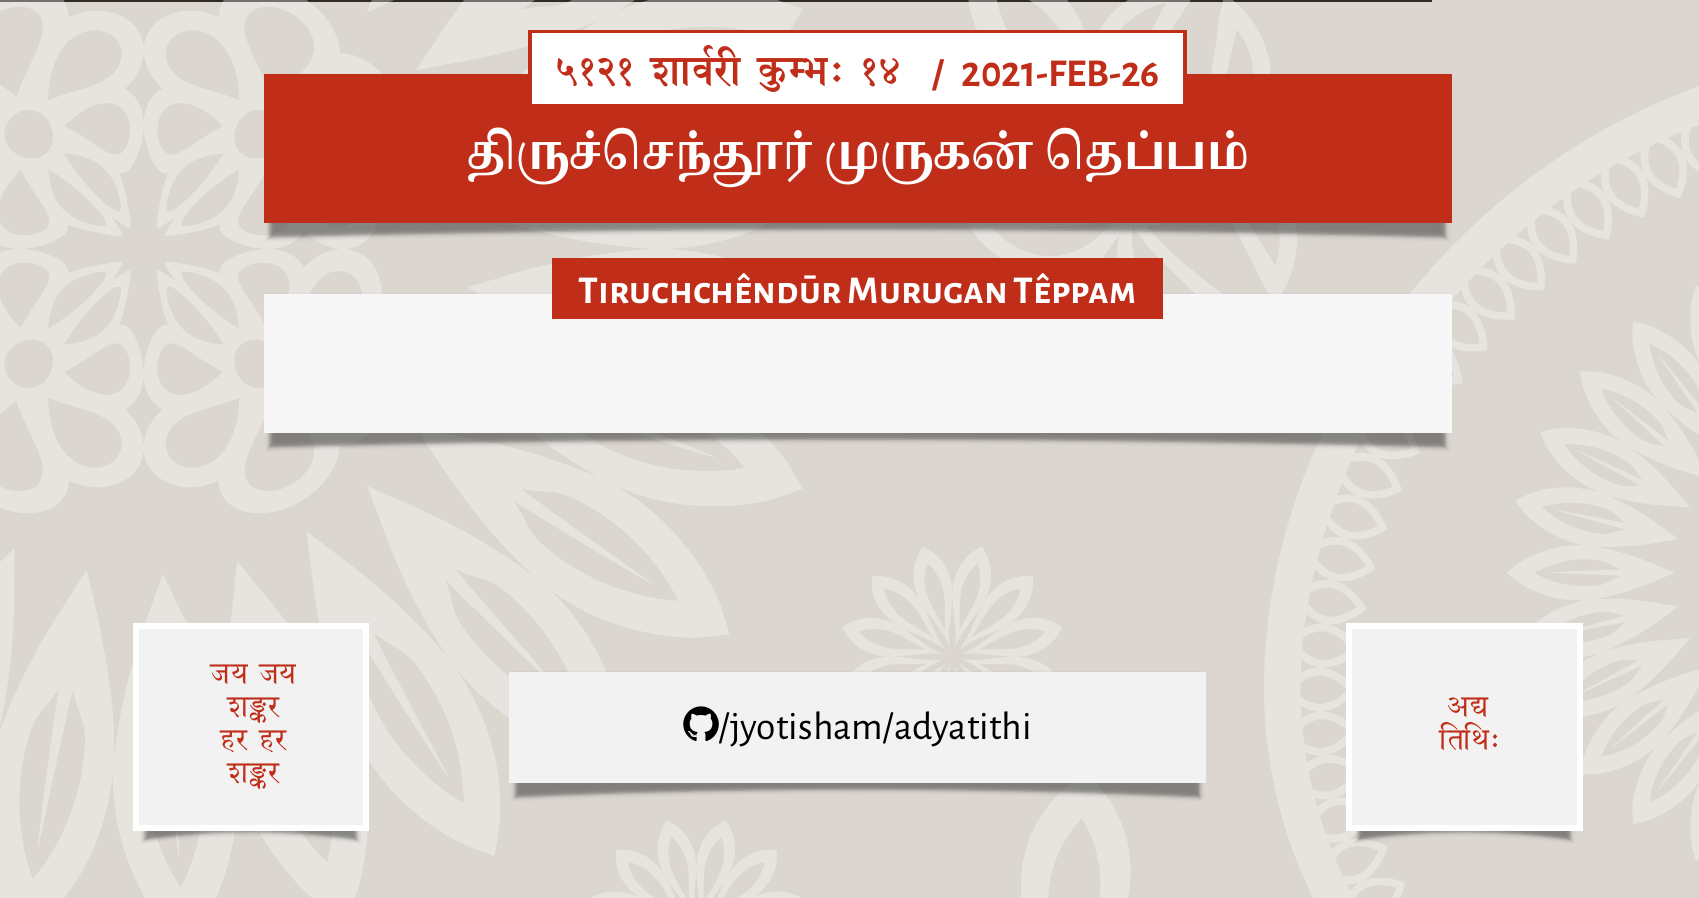 ५१२१ शार्वरी कुम्भः १४ / 2021-FEB-26
திருச்செந்தூர் முருகன் தெப்பம்
Tiruchchêndūr Murugan Têppam
जय जय
शङ्कर
हर हर
शङ्कर
/jyotisham/adyatithi
अद्य
तिथिः